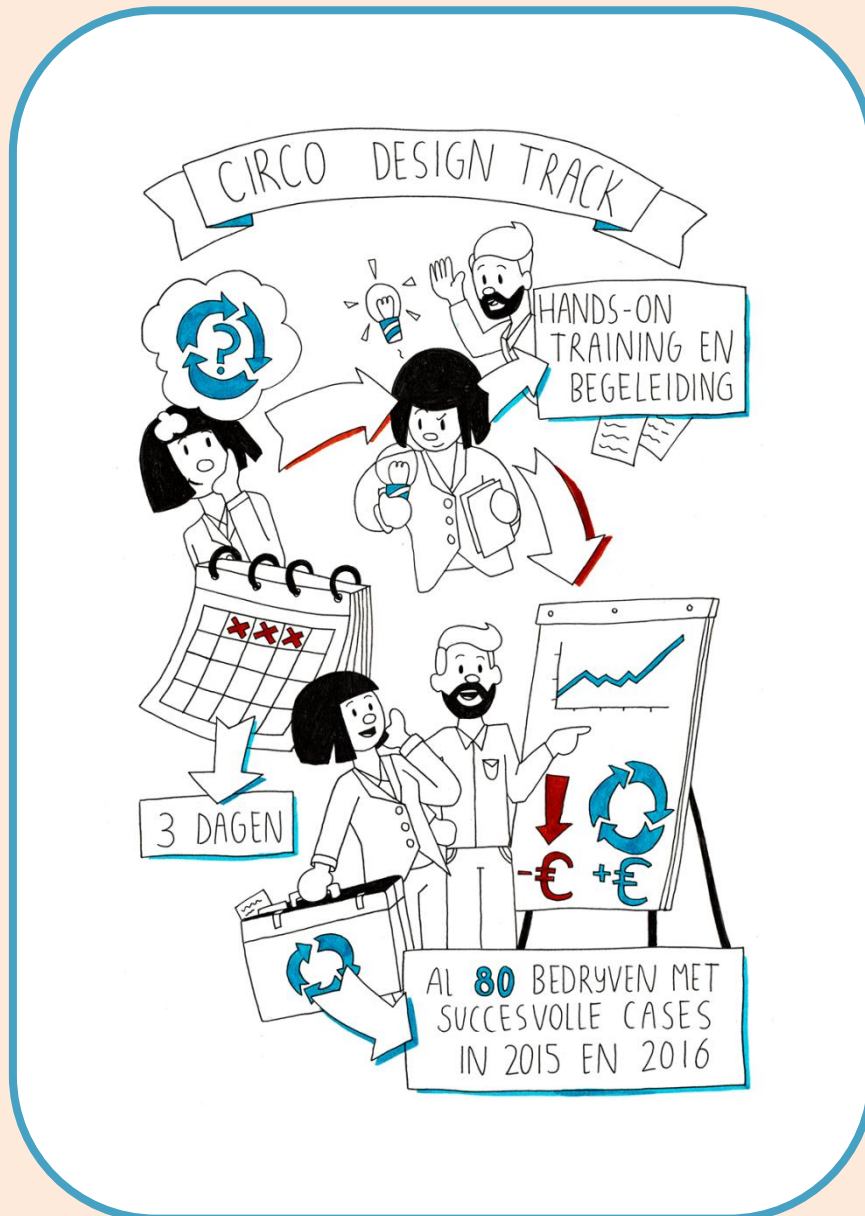 CIRCO DESIGN TRACK
?
HANDS-ON
TRAINING EN
BEGELEIDING
3 DAGEN
-€ +€
AL 80 BEDRYVEN MET
SUCCESVOLLE CASES
IN 2015 EN 2016